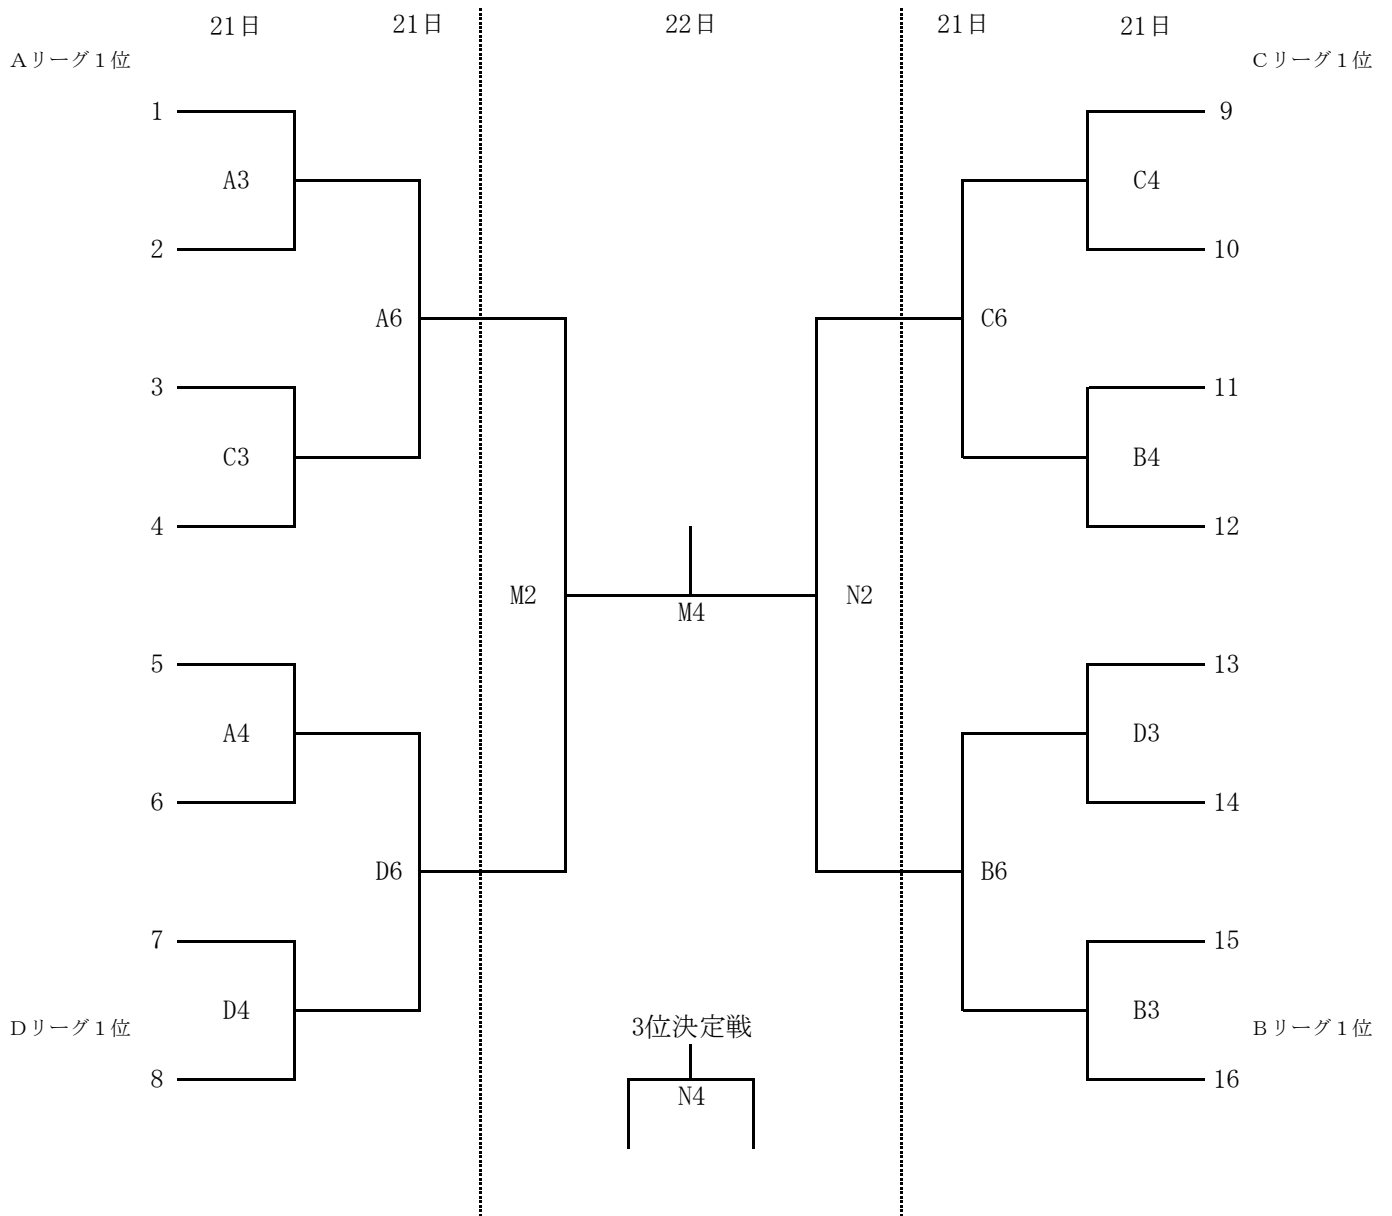 21日 21日 22日 21日 21日
Aリーグ１位 Cリーグ１位
1 9
A3 C4
2 10
A6 C6
3 11
C3 B4
4 12
M2 M4 N2
5 13
A4 D3
6 14
D6 B6
7 15
D4 B3
Dリーグ１位 3位決定戦 Bリーグ１位
8 16
N4